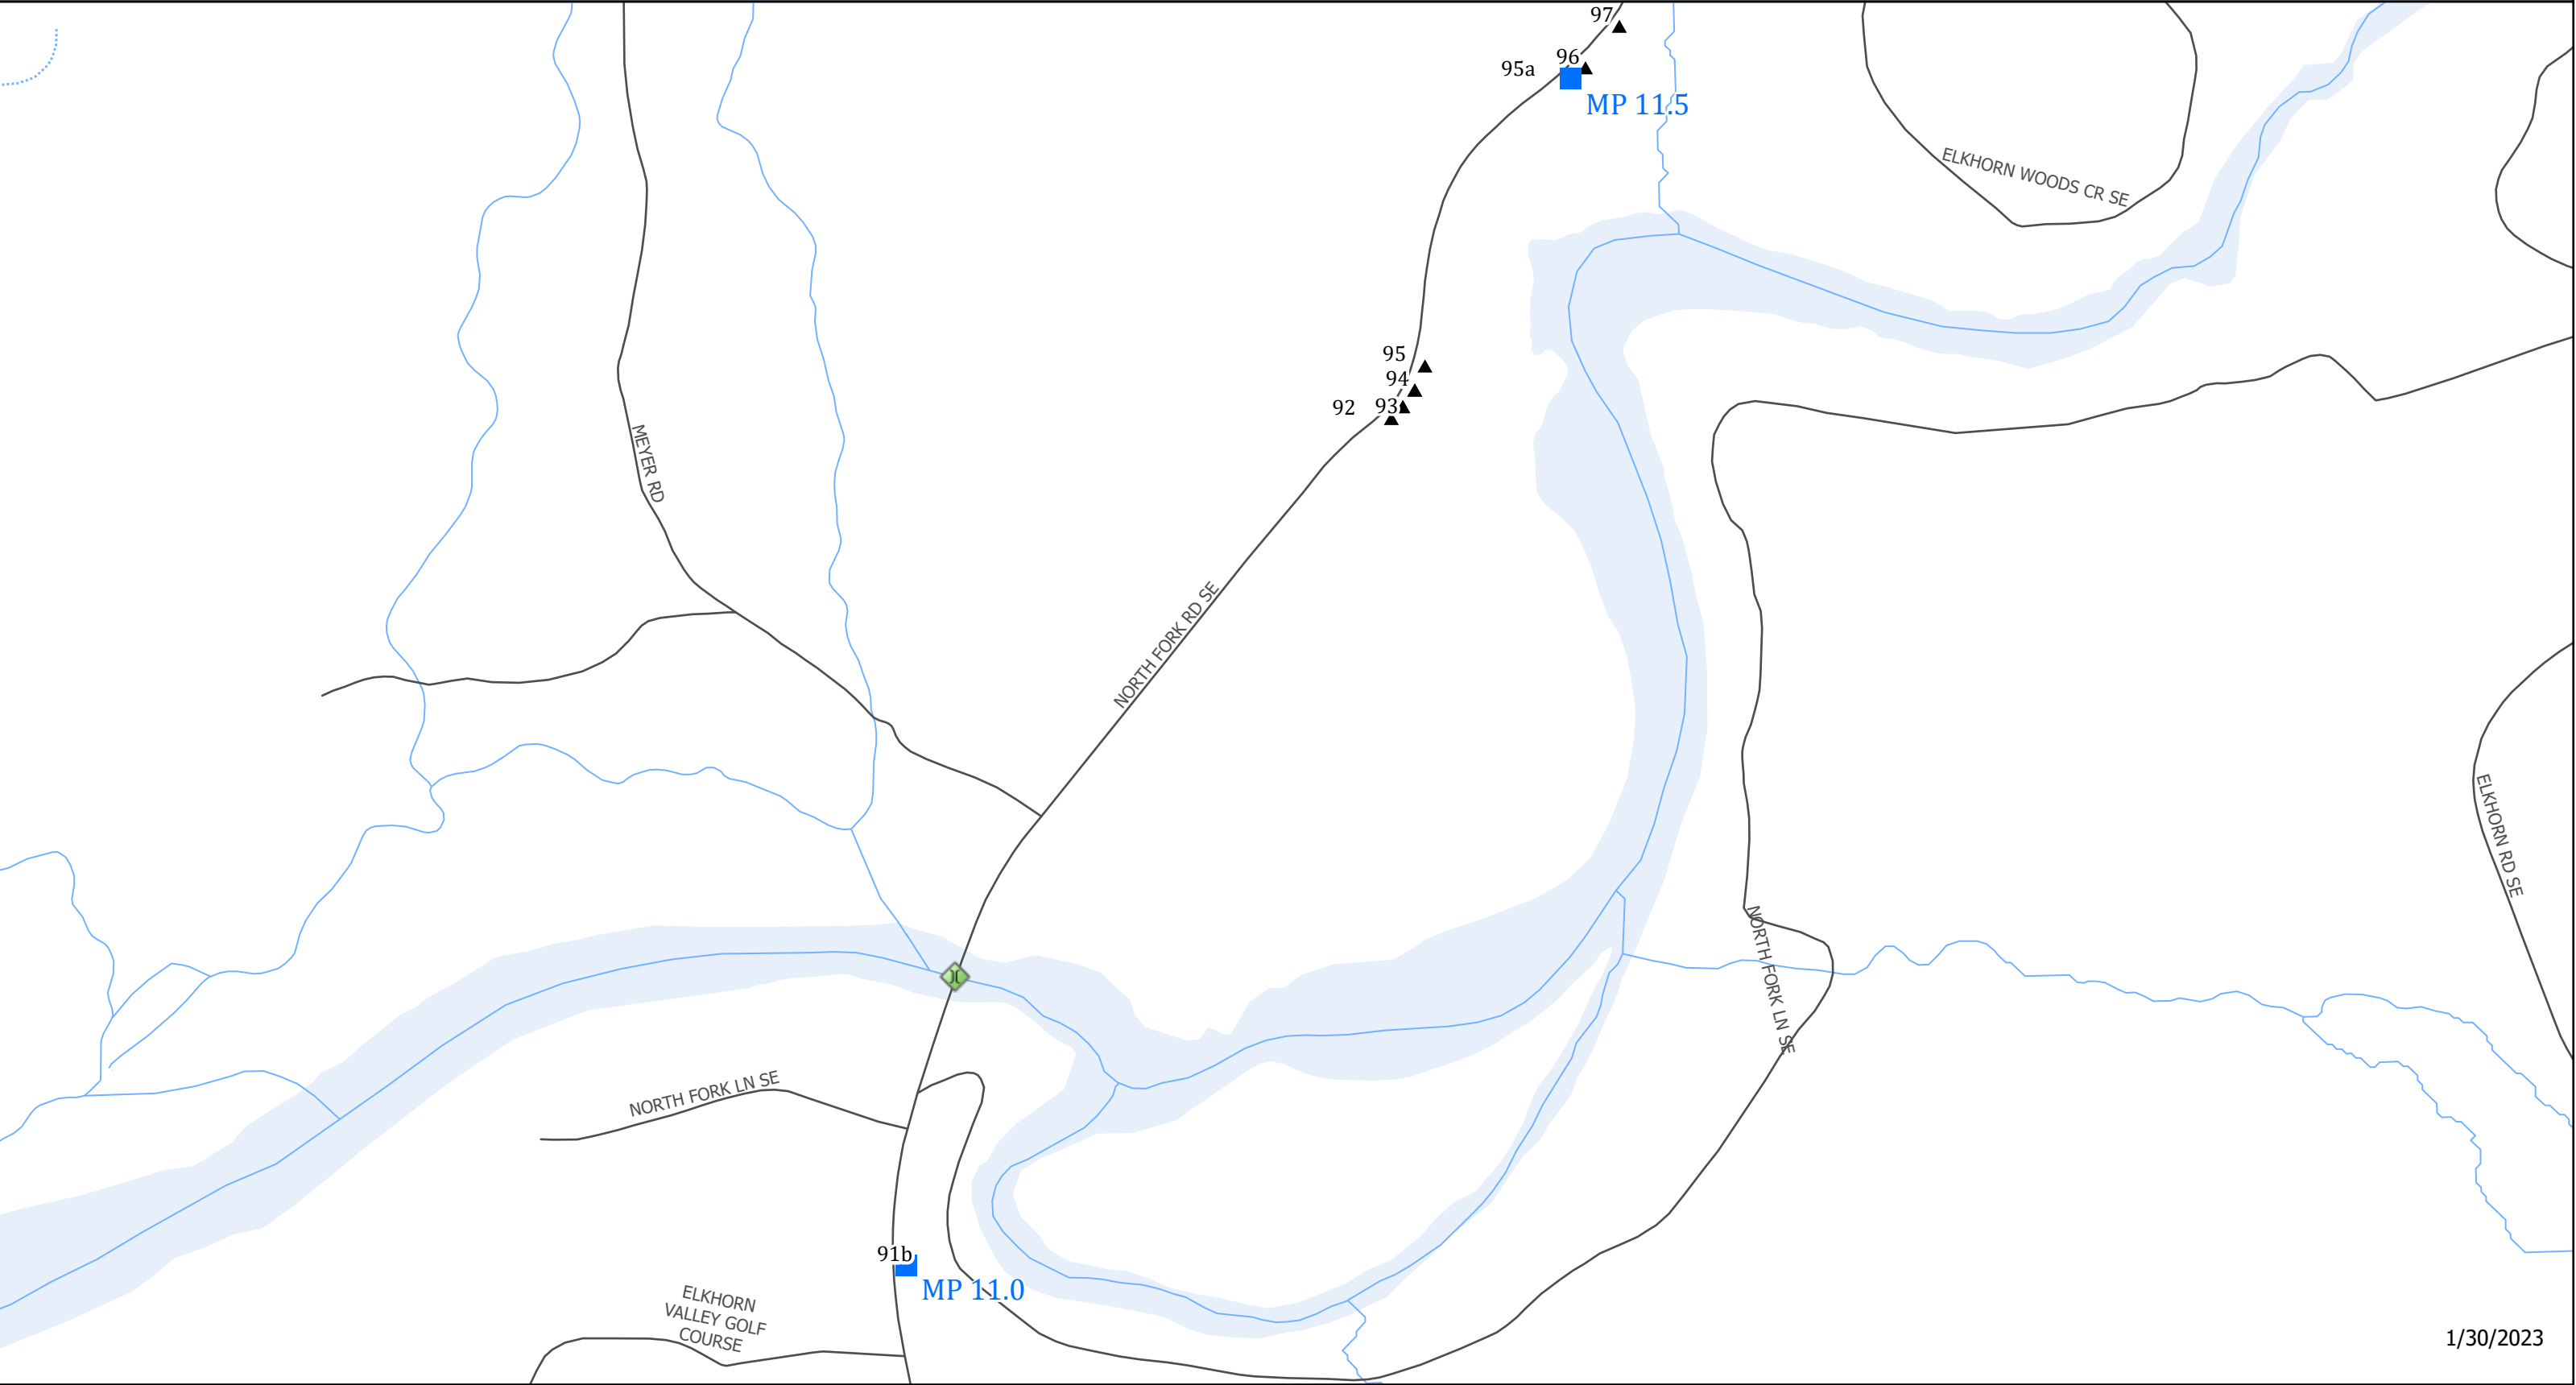 97
96
95a
MP 11.5
ELKHORN WOODS CR SE
95
94
92
93
MEYER RD
NORTH FORK RD SE
ELKHORN RD SE
NORTH FORK LN SE
NORTH FORK LN SE
91b
MP 11.0
ELKHORN
VALLEY GOLF
COURSE
1/30/2023